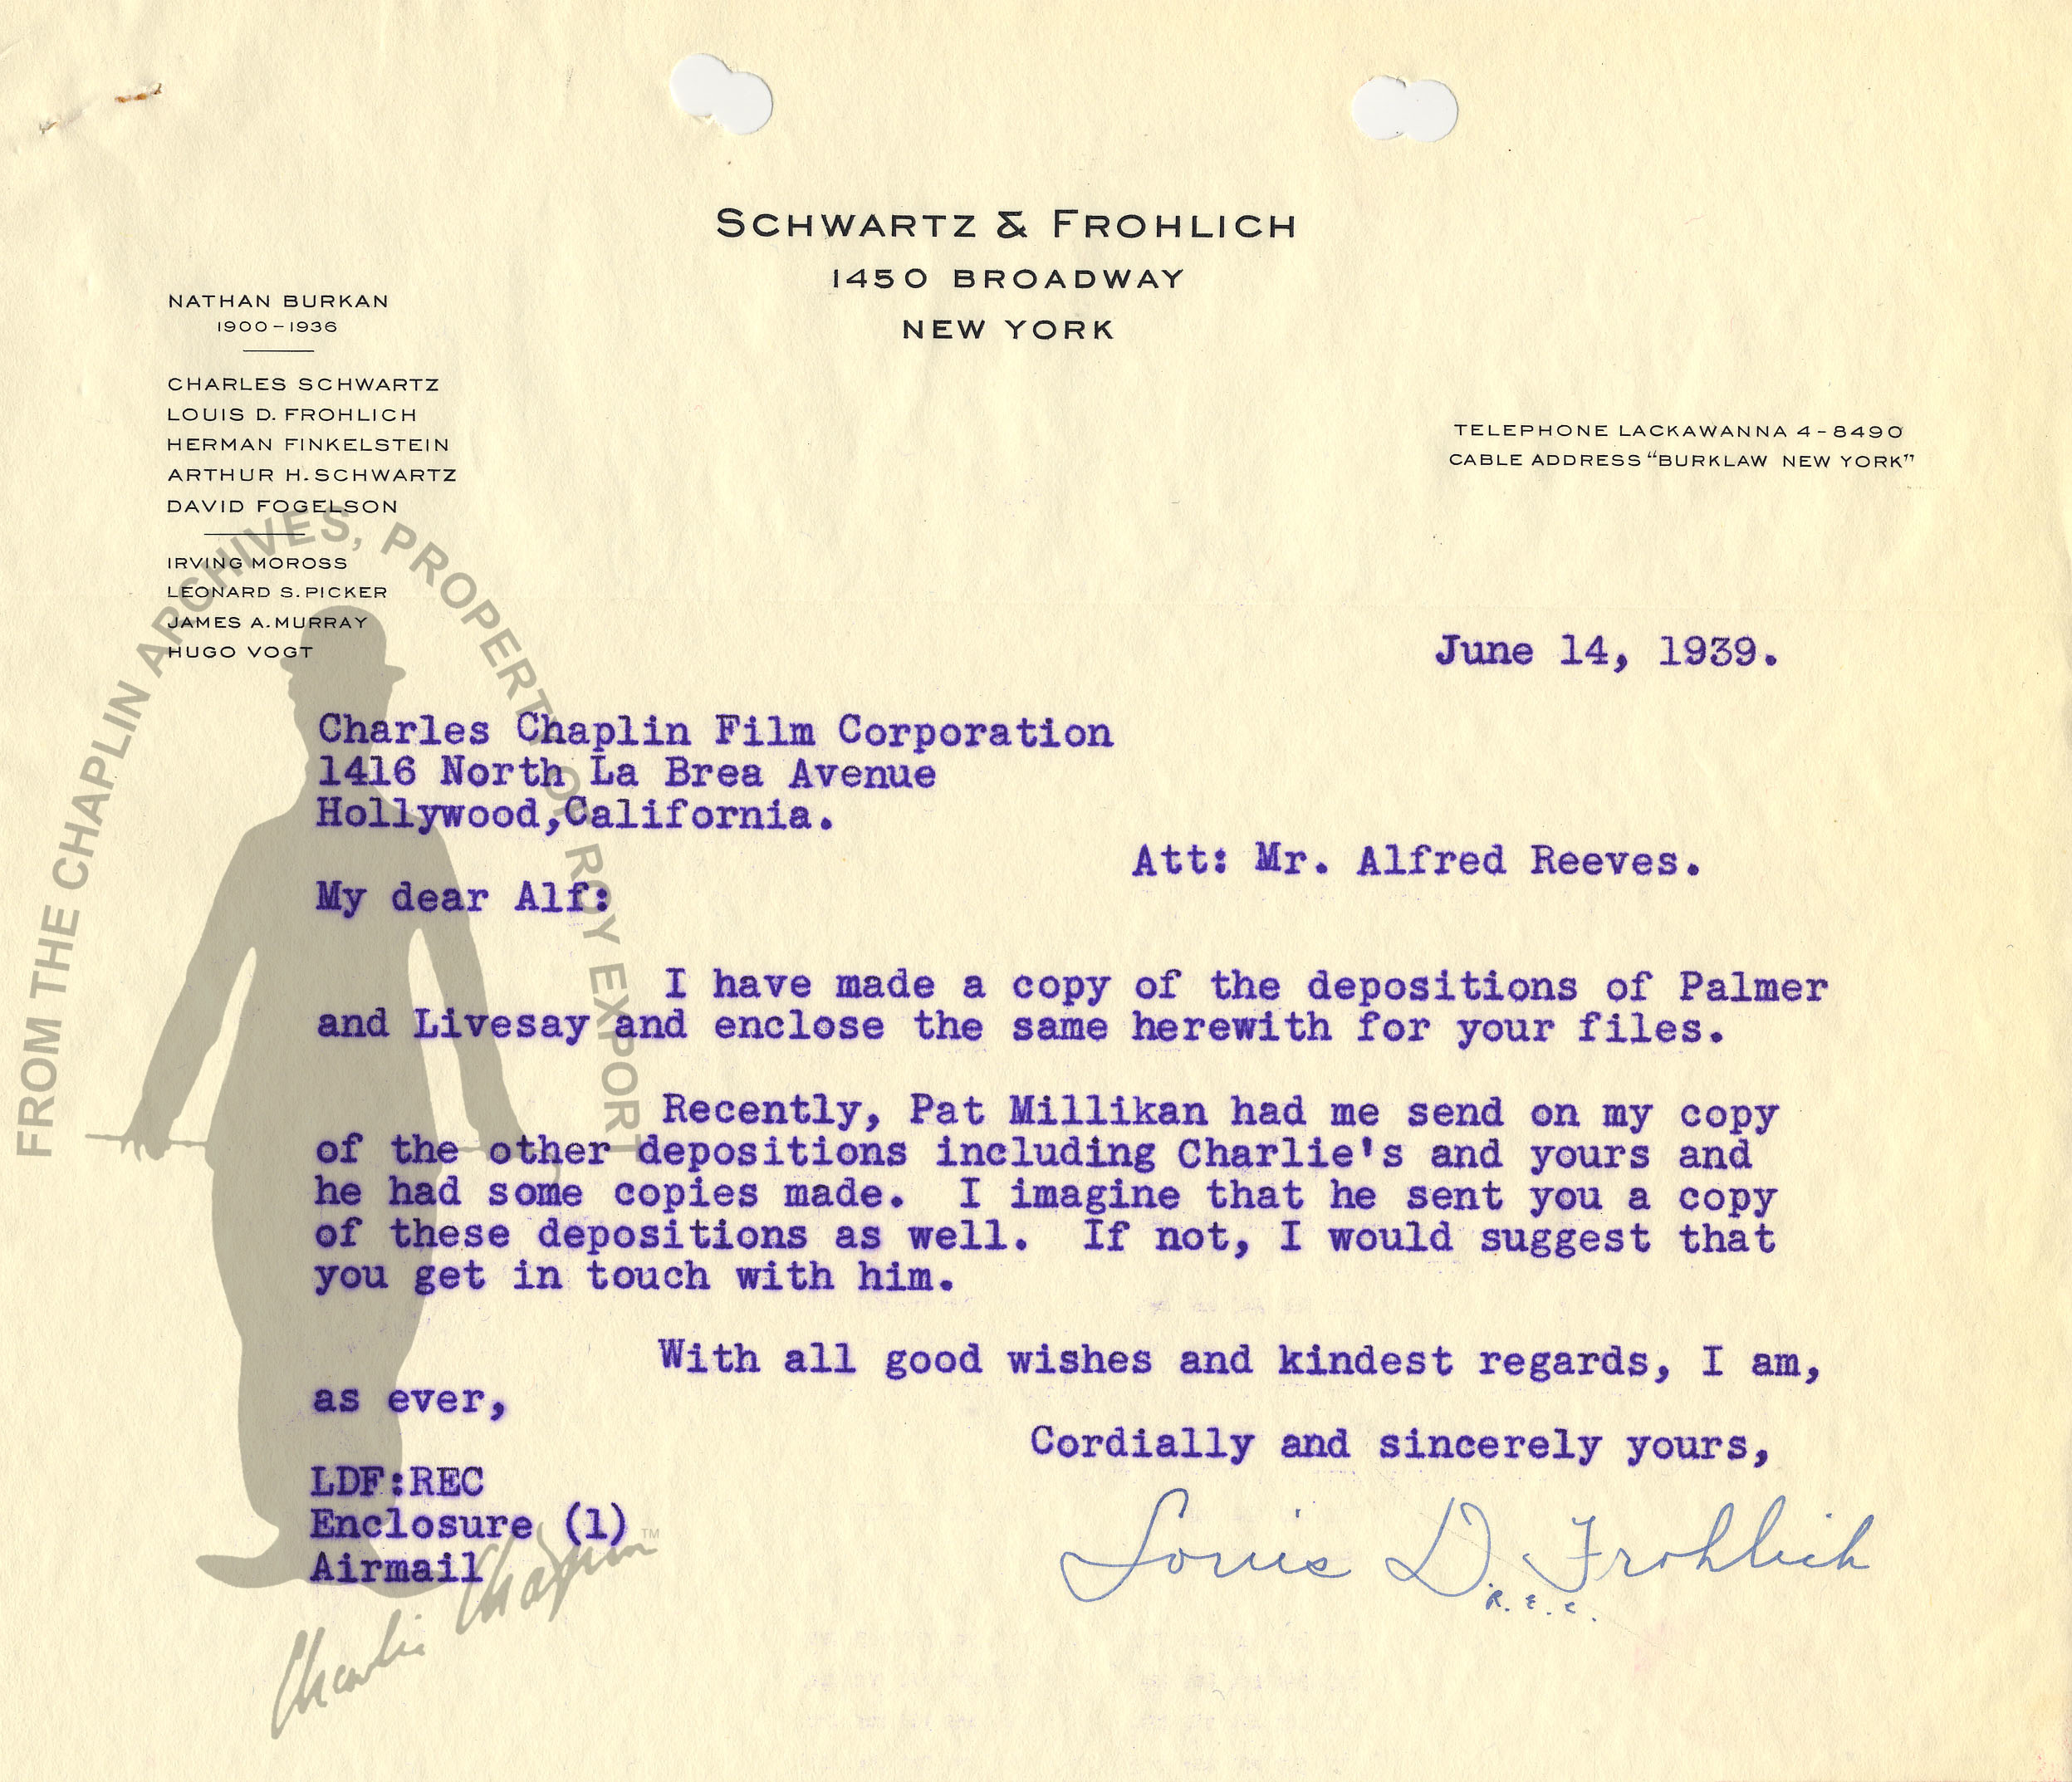 SCHWARTZ & FROHLICH
1450 BROADWAY
NEW YORK
NATHAN BURKAN
1900-1936
CHARLES SCHWARTZ
LOUIS D. FROHLICH
HERMAN FINKELSTEIN
ARTHUR H. SCHWARTZ
DAVID FOGELSON
IRVING MOROSS
LEONARD S. PICKER
JAMES A. MURRAY
HUGO VOGT
TELEPHONE LACKAWANNA 4-8490
CABLE ADDRESS "BURKLAW NEW YORK"
June 14, 1939.
Charles Chaplin Film Corporation
1416 North La Brea Avenue
Hollywood,California.
Att: Mr. Alfred Reeves.
My dear Alf:
I have made a copy of the depositions of Palmer
and Livesay and enclose the same herewith for your files.
Recently, Pat Millikan had me send on my copy
of the other depositions including Charlie's and yours and
he had some copies made. I imagine that he sent you a copy
of these depositions as well. If not, I would suggest that
you get in touch with him.
With all good wishes and kindest regards, I am,
as ever,
Cordially and sincerely yours,
LDF:REC
Enclosure (1)
Airmail
Louis D. Frohlich
R. E. C.
FROM THE CHAPLIN ARCHIVES, PROPERTY OF ROY EXPORT
Charlie Chaplin ™